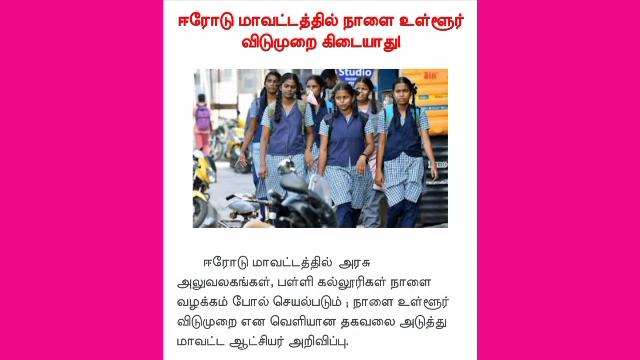 ஈரோடு மாவட்டத்தில் நாளை உள்ளூர்
விடுமுறை கிடையாது!
Studio
ஈரோடு மாவட்டத்தில் அரசு
அலுவலகங்கள், பள்ளி கல்லூரிகள் நாளை
வழக்கம் போல் செயல்படும் ; நாளை உள்ளூர்
விடுமுறை என வெளியான தகவலை அடுத்து
மாவட்ட ஆட்சியர் அறிவிப்பு.